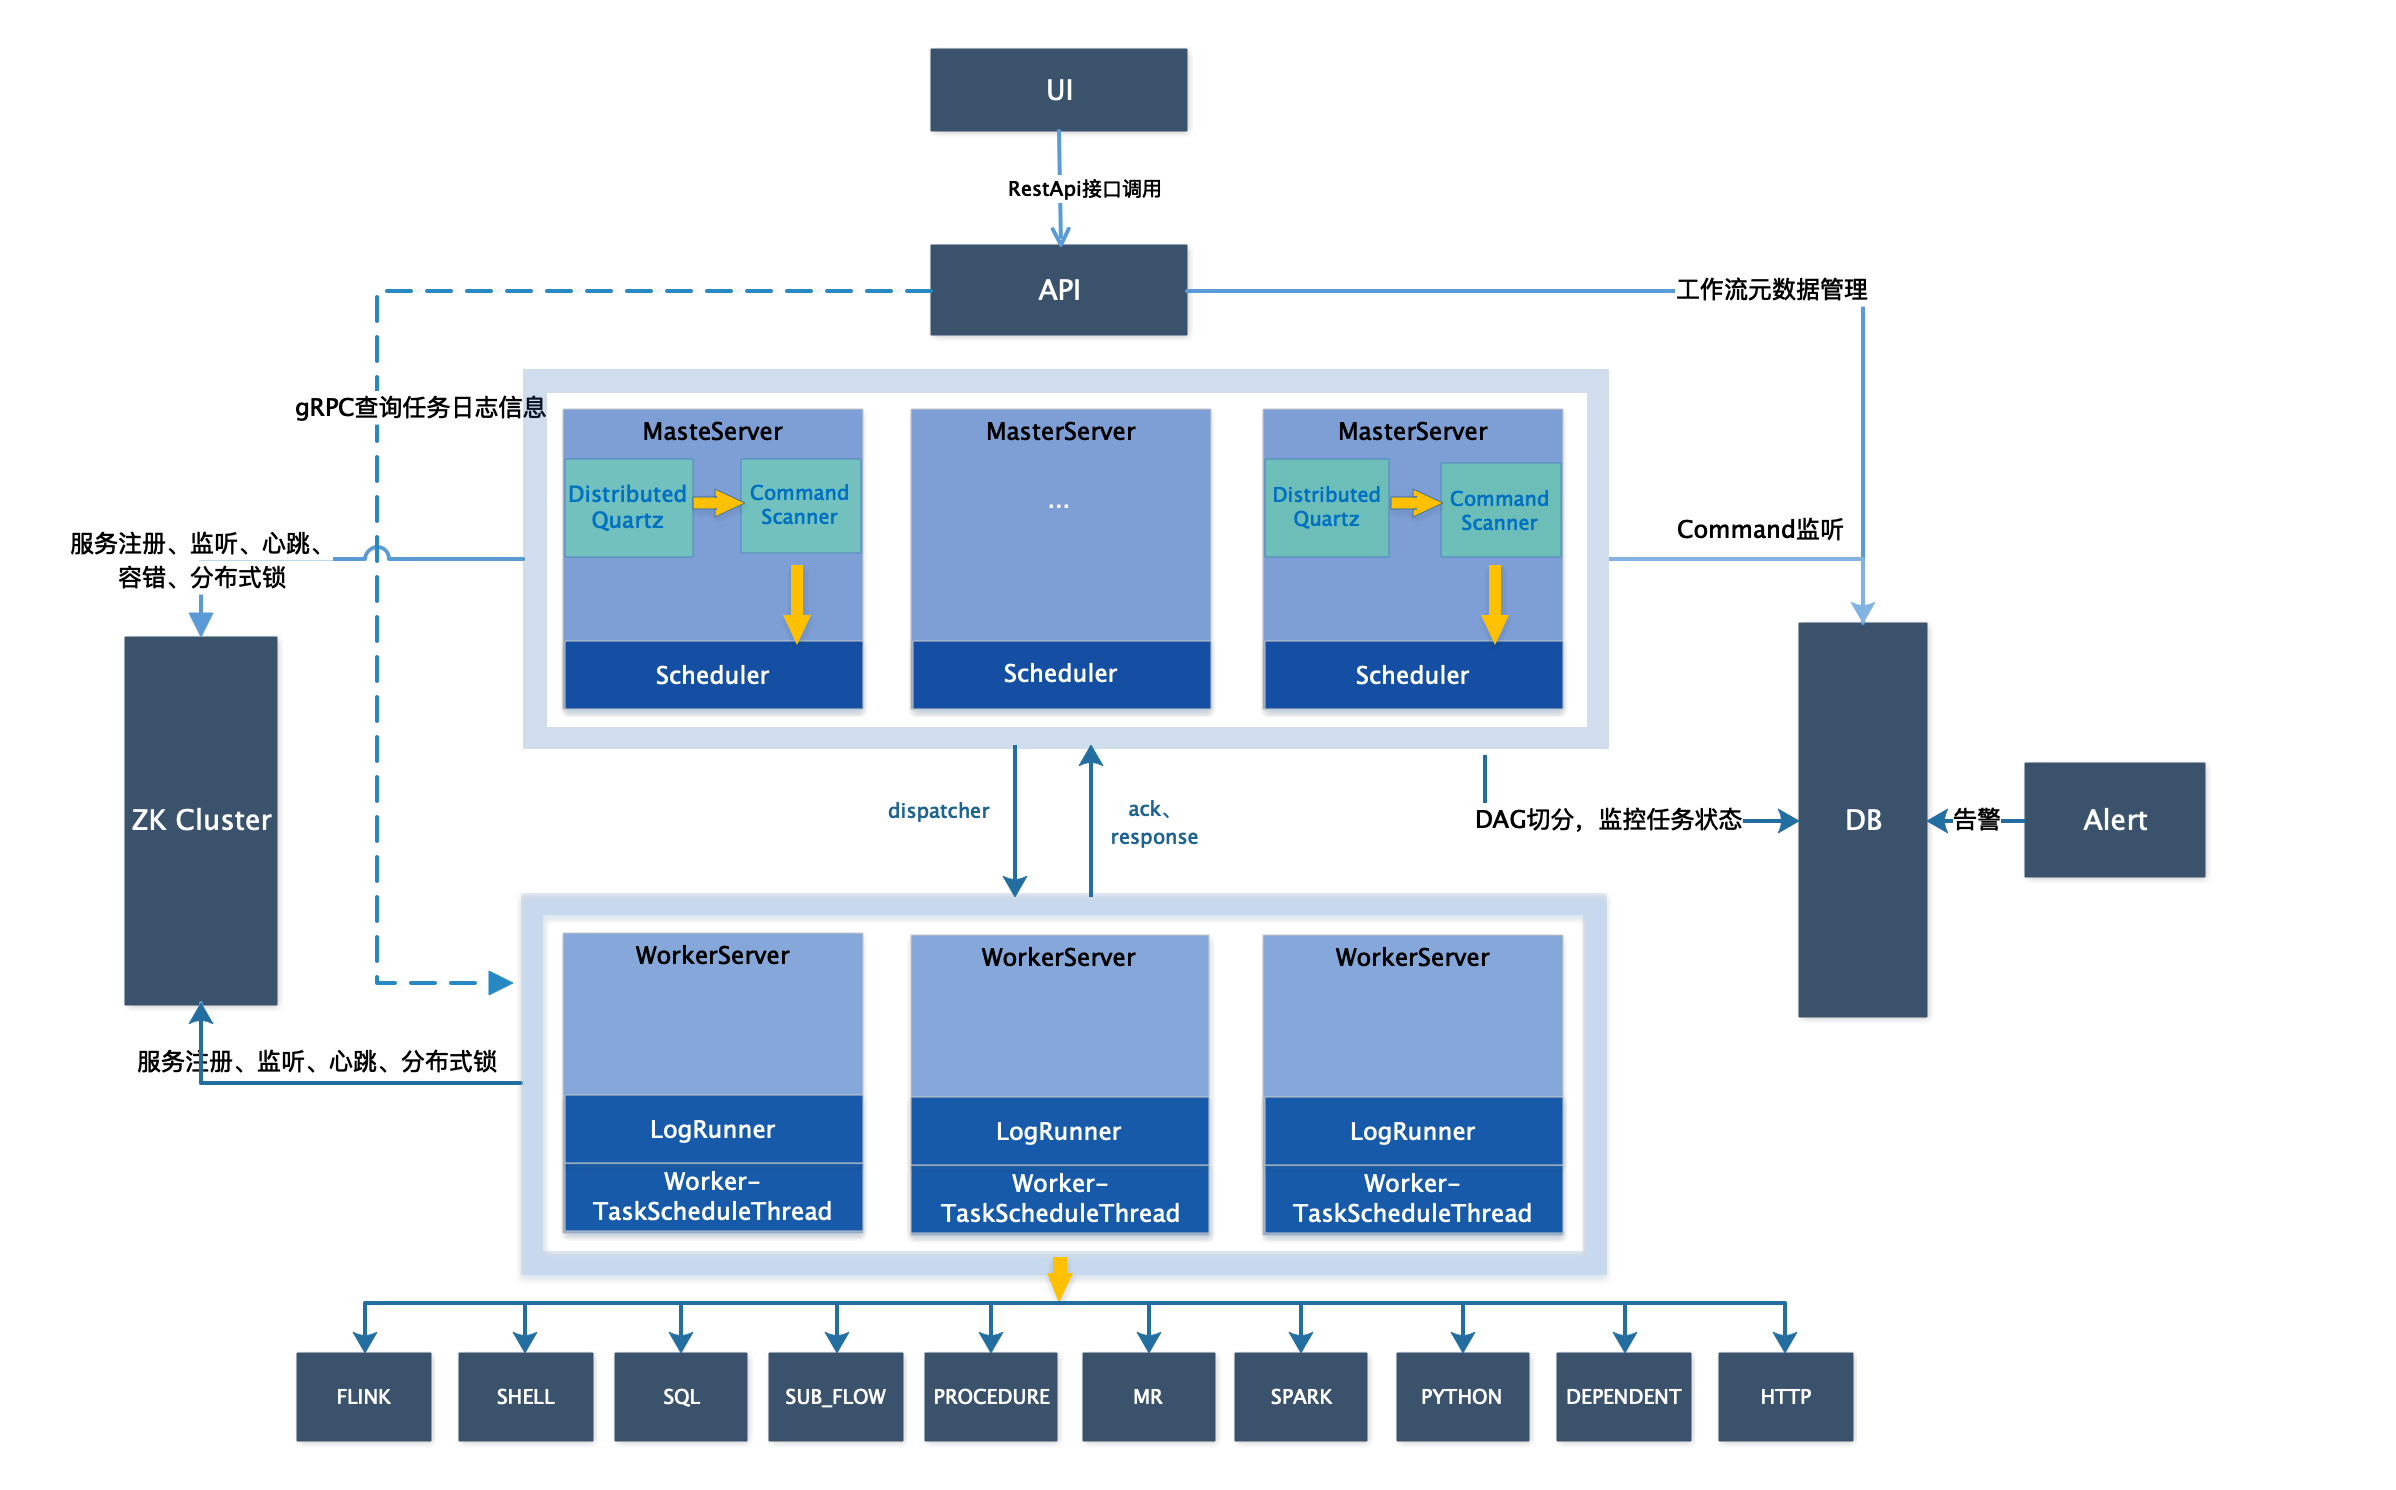 UI
RestApi接口调用
API
工作流元数据管理
gRPC查询任务日志信息
MasteServer
MasterServer
MasterServer
Distributed
Quartz
Command
Scanner
...
Distributed
Quartz
Command
Scanner
服务注册、监听、心跳、
容错、分布式锁
Command监听
Scheduler
Scheduler
Scheduler
ZK Cluster
dispatcher
ack、
response
DAG切分，监控任务状态
DB
告警
Alert
WorkerServer
WorkerServer
WorkerServer
服务注册、监听、心跳、分布式锁
LogRunner
LogRunner
LogRunner
Worker-
TaskScheduleThread
Worker-
TaskScheduleThread
Worker-
TaskScheduleThread
FLINK
SHELL
SQL
SUB_FLOW
PROCEDURE
MR
SPARK
PYTHON
DEPENDENT
HTTP